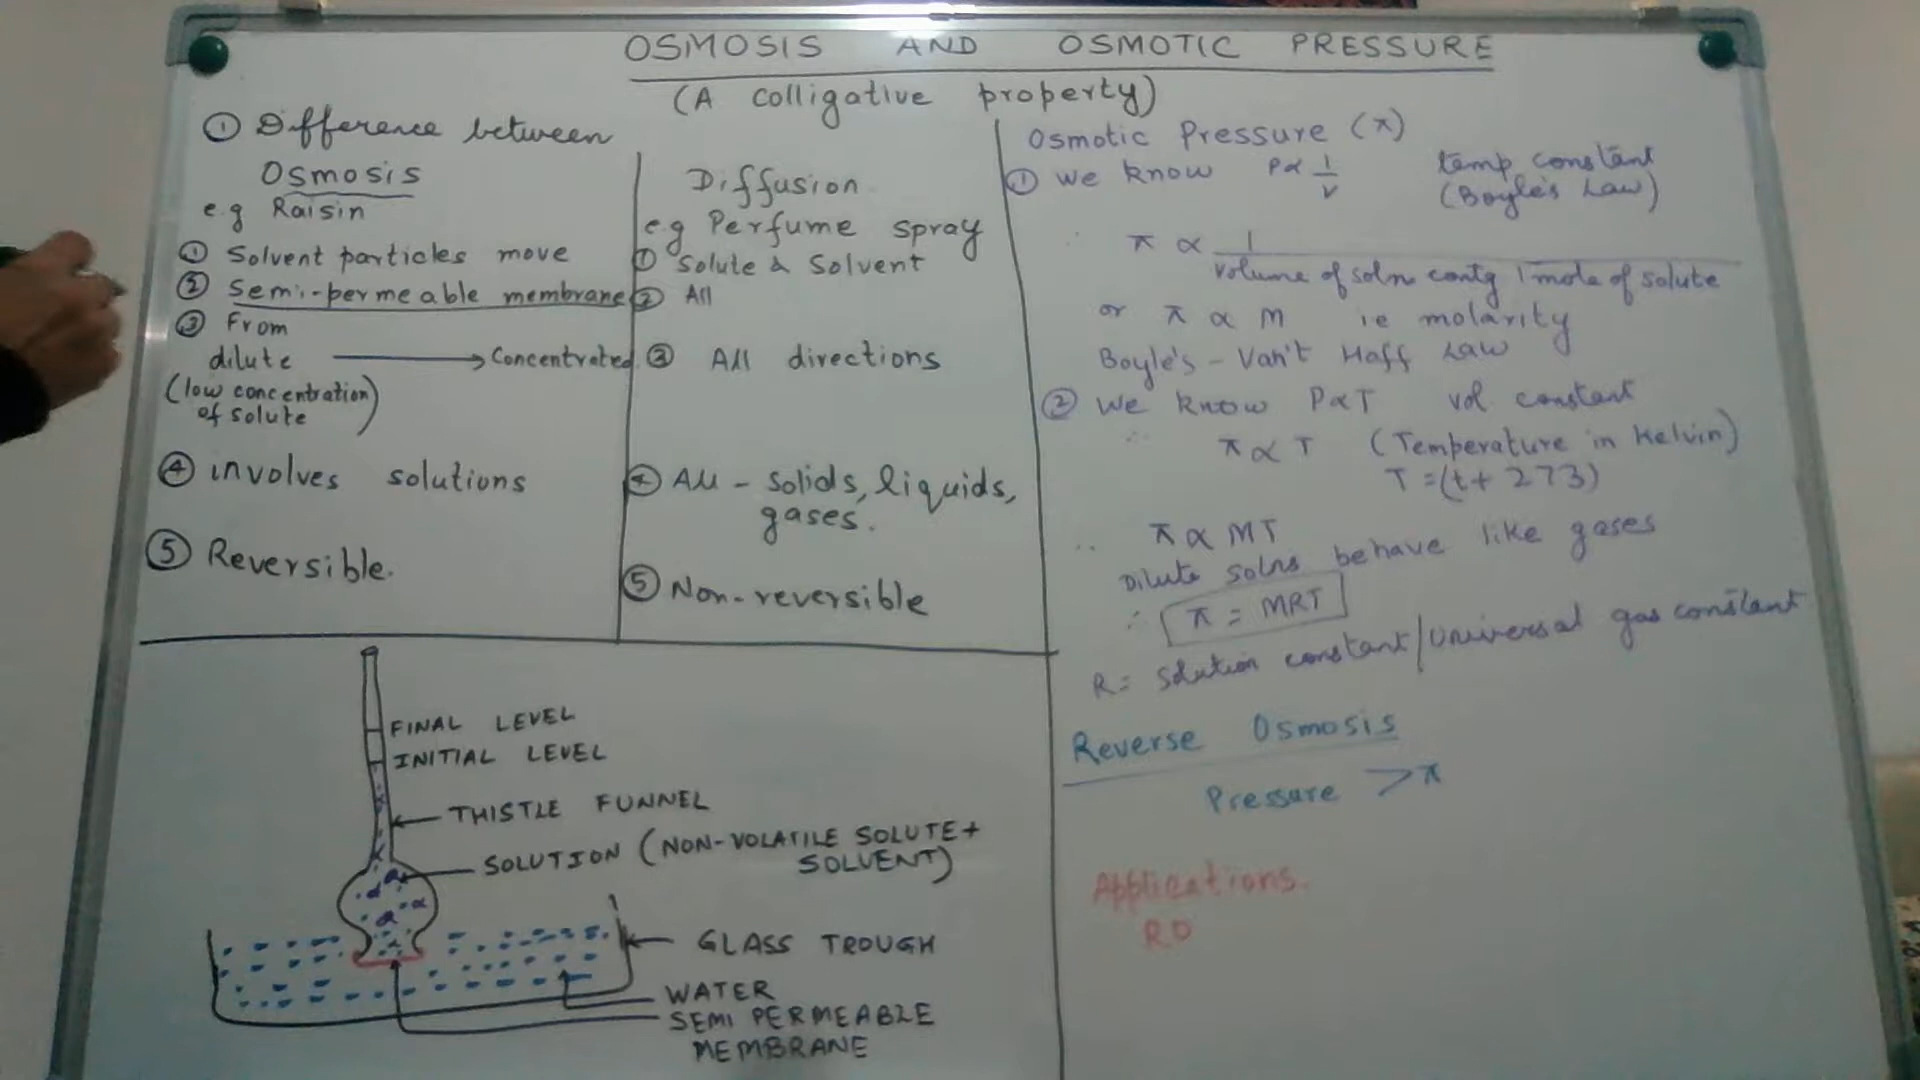 OSMOSIS AND OSMOTIC PRESSURE
(A colligative property)
① Difference between
Osmosis
e.g Raisin
① Solvent particles move
② Semi-permeable membrane
③ From
dilute → Concentrated
(low concentration)
of solute
④ involves solutions
⑤ Reversible.
Diffusion
e.g Perfume spray
① Solute & Solvent
② All
③ All directions
④ All - solids, liquids,
gases.
⑤ Non-reversible
Osmotic Pressure (π)
① We know P∝ 1/V temp constant
(Boyle's Law)
∴ π ∝ 1
volume of soln contg 1 mole of solute
or π ∝ M ie molarity
Boyle's - Van't Hoff Law
② We know P∝T vol constant
∴ π ∝ T (Temperature in Kelvin)
T = (t + 273)
∴ π ∝ MT
Dilute solns behave like gases
∴ π = MRT
R = Solution constant/Universal gas constant
Reverse Osmosis
Pressure > π
Applications.
RO
FINAL LEVEL
INITIAL LEVEL
THISTLE FUNNEL
SOLUTION (NON-VOLATILE SOLUTE+
SOLVENT)
GLASS TROUGH
WATER
SEMI PERMEABLE
MEMBRANE